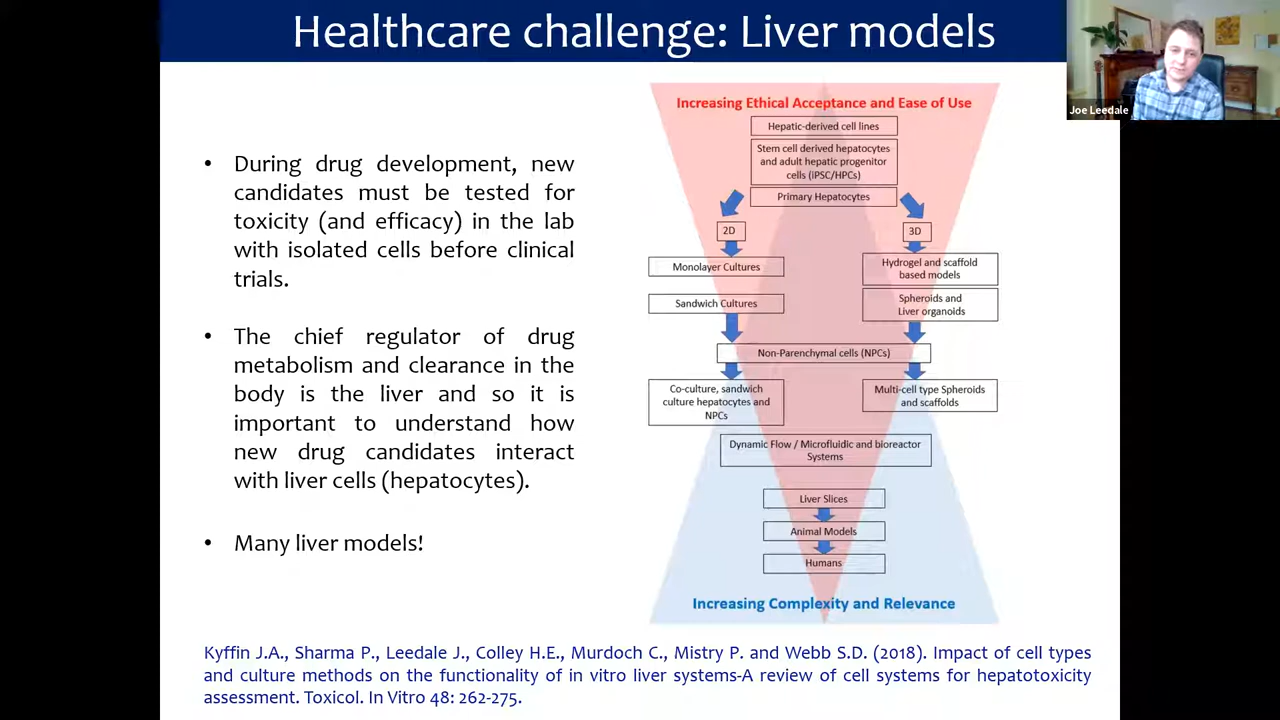 Healthcare challenge: Liver models
Joe Leedale
• During drug development, new
candidates must be tested for
toxicity (and efficacy) in the lab
with isolated cells before clinical
trials.
• The chief regulator of drug
metabolism and clearance in the
body is the liver and so it is
important to understand how
new drug candidates interact
with liver cells (hepatocytes).
• Many liver models!
Increasing Ethical Acceptance and Ease of Use
Hepatic-derived cell lines
Stem cell derived hepatocytes
and adult hepatic progenitor
cells (iPSC/HPCs)
Primary Hepatocytes
2D
3D
Monolayer Cultures
Hydrogel and scaffold
based models
Sandwich Cultures
Spheroids and
Liver organoids
Non-Parenchymal cells (NPCs)
Co-culture, sandwich
culture hepatocytes and
NPCs
Multi-cell type Spheroids
and scaffolds
Dynamic Flow / Microfluidic and bioreactor
Systems
Liver Slices
Animal Models
Humans
Increasing Complexity and Relevance
Kyffin J.A., Sharma P., Leedale J., Colley H.E., Murdoch C., Mistry P. and Webb S.D. (2018). Impact of cell types
and culture methods on the functionality of in vitro liver systems-A review of cell systems for hepatotoxicity
assessment. Toxicol. In Vitro 48: 262-275.